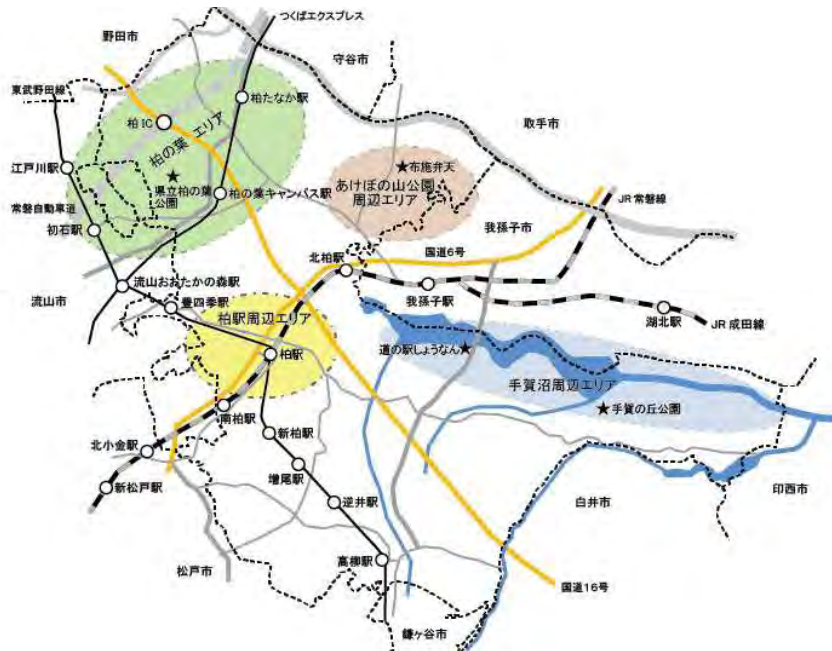 つくばエクスプレス
野田市
守谷市
東武野田線
柏たなか駅
取手市
柏IC
柏の葉エリア
★布施弁天
江戸川駅
★
県立柏の葉
公園
柏の葉キャンパス駅
あけぼの山公園
周辺エリア
JR常磐線
常磐自動車道
初石駅
我孫子市
国道6号
北柏駅
流山おおたかの森駅
流山市
豊四季駅
我孫子駅
湖北駅
JR成田線
柏駅周辺エリア
柏駅
道の駅しょうなん★
手賀沼周辺エリア
★手賀の丘公園
南柏駅
新柏駅
北小金駅
増尾駅
新松戸駅
逆井駅
白井市
印西市
松戸市
高柳駅
国道16号
鎌ヶ谷市